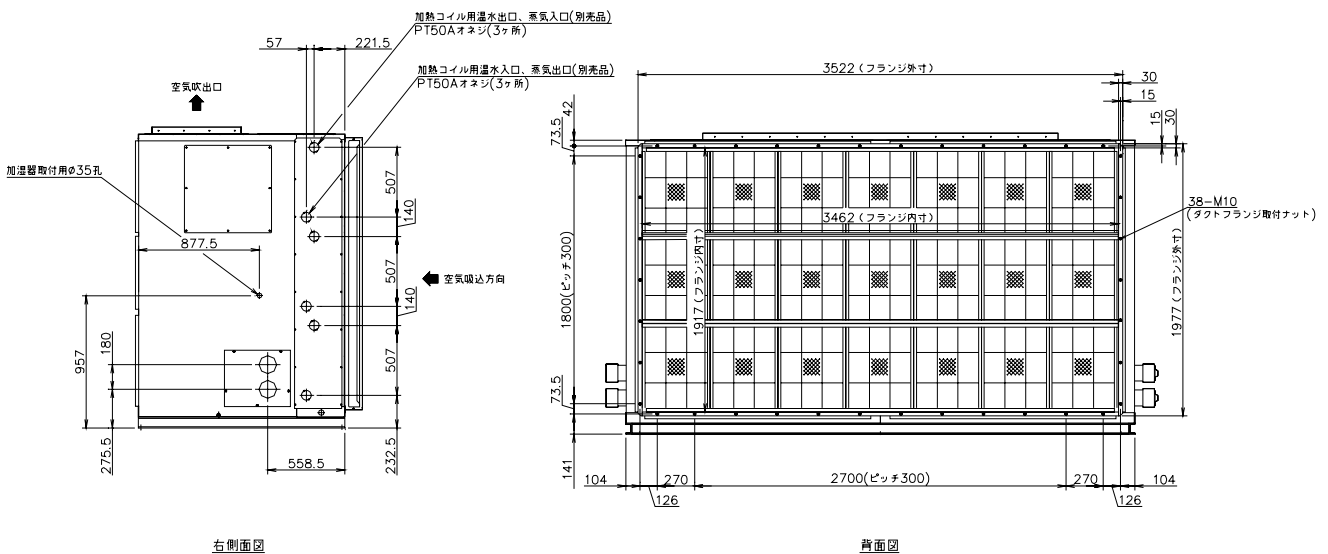 加熱コイル用温水出口、蒸気入口(別売品)
PT50Aオネジ(3ヶ所)
57
221.5
加熱コイル用温水入口、蒸気出口(別売品)
PT50Aオネジ(3ヶ所)
空気吹出口
加湿器取付用φ35孔
877.5
507
140
507
140
507
空気吸込方向
957
180
275.5
558.5
232.5
右側面図
3522(フランジ外寸)
30
15
15
30
42
73.5
3462(フランジ内寸)
38-M10
(ダクトフランジ取付ナット)
1800(ピッチ300)
1917(フランジ内寸)
1977(フランジ外寸)
73.5
141
104
270
2700(ピッチ300)
270
104
126
126
背面図